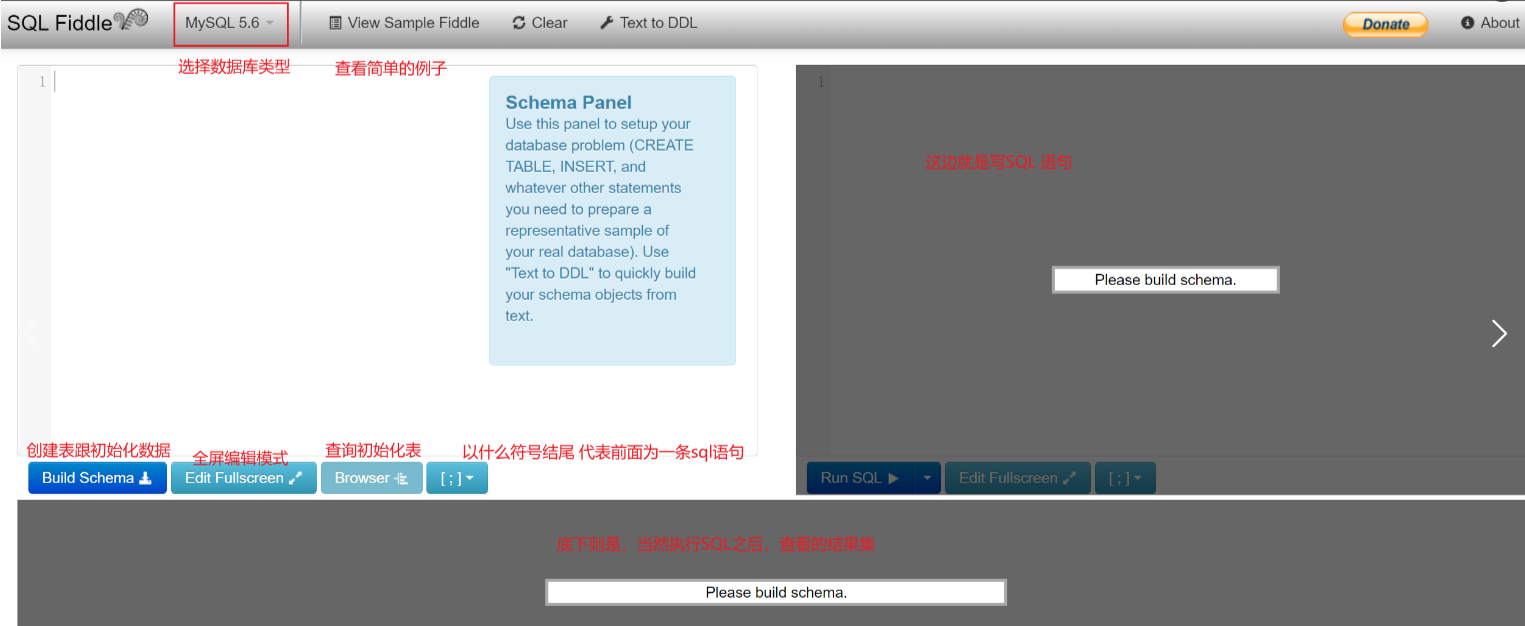 SQL Fiddle
MySQL 5.6
View Sample Fiddle
Clear
Text to DDL
Donate
About
选择数据库类型
查看简单的例子
1
Schema Panel
Use this panel to setup your
database problem (CREATE
TABLE, INSERT, and
whatever other statements
you need to prepare a
representative sample of
your real database). Use
"Text to DDL" to quickly build
your schema objects from
text.
1
这边就是写SQL 语句
Please build schema.
创建表跟初始化数据
全屏编辑模式
查询初始化表
以什么符号结尾 代表前面为一条sql语句
Build Schema
Edit Fullscreen
Browser
[ ; ]
Run SQL
Edit Fullscreen
[ ; ]
底下则是，当然执行SQL之后，查看的结果集
Please build schema.